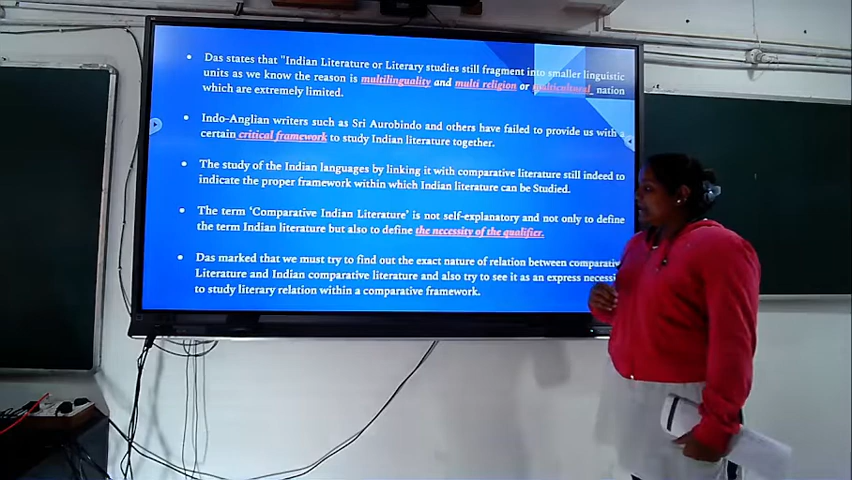 Das states that "Indian Literature or Literary studies still fragment into smaller linguistic
units as we know the reason is multilinguality and multi religion or multicultural nation
which are extremely limited.
Indo-Anglian writers such as Sri Aurobindo and others have failed to provide us with a
certain critical framework to study Indian literature together.
The study of the Indian languages by linking it with comparative literature still indeed to
indicate the proper framework within which Indian literature can be Studied.
The term 'Comparative Indian Literature' is not self-explanatory and not only to define
the term Indian literature but also to define the necessity of the qualifier.
Das marked that we must try to find out the exact nature of relation between comparative
Literature and Indian comparative literature and also try to see it as an express
to study literary relation within a comparative framework.